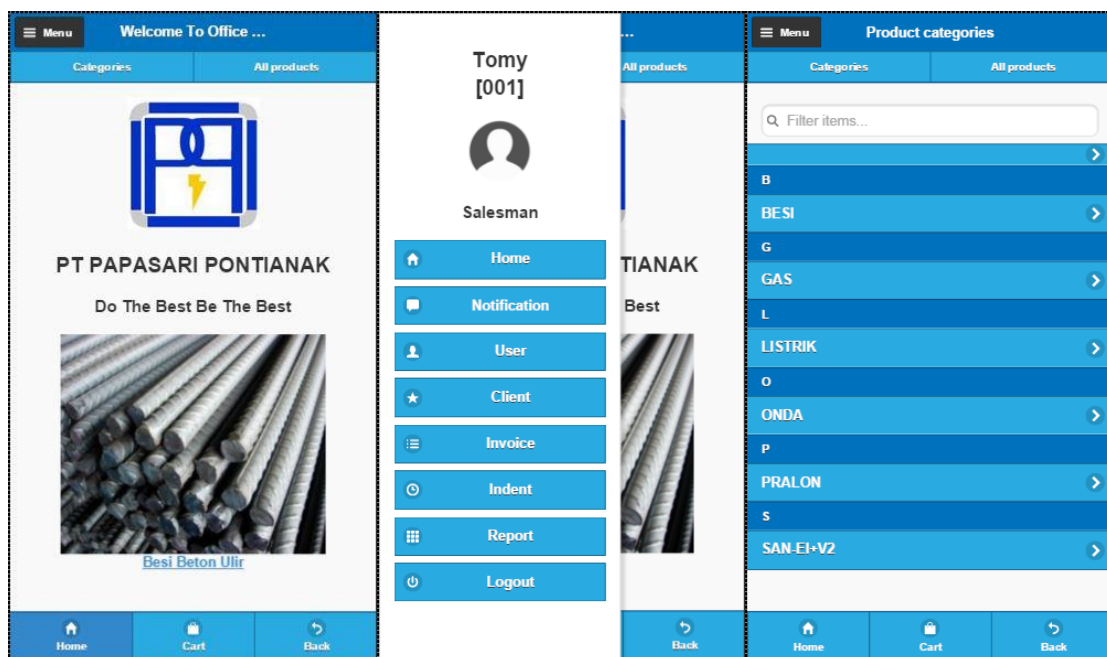 Menu
Welcome To Office ...
Categories
All products
PT PAPASARI PONTIANAK
Do The Best Be The Best
Besi Beton Ulir
Home
Cart
Back
Tomy
[001]
Salesman
Home
Notification
User
Client
Invoice
Indent
Report
Logout
...
All products
TIANAK
Best
Back
Menu
Product categories
Categories
All products
Filter items...
B
BESI
G
GAS
L
LISTRIK
O
ONDA
P
PRALON
S
SAN-EI+V2
Home
Cart
Back